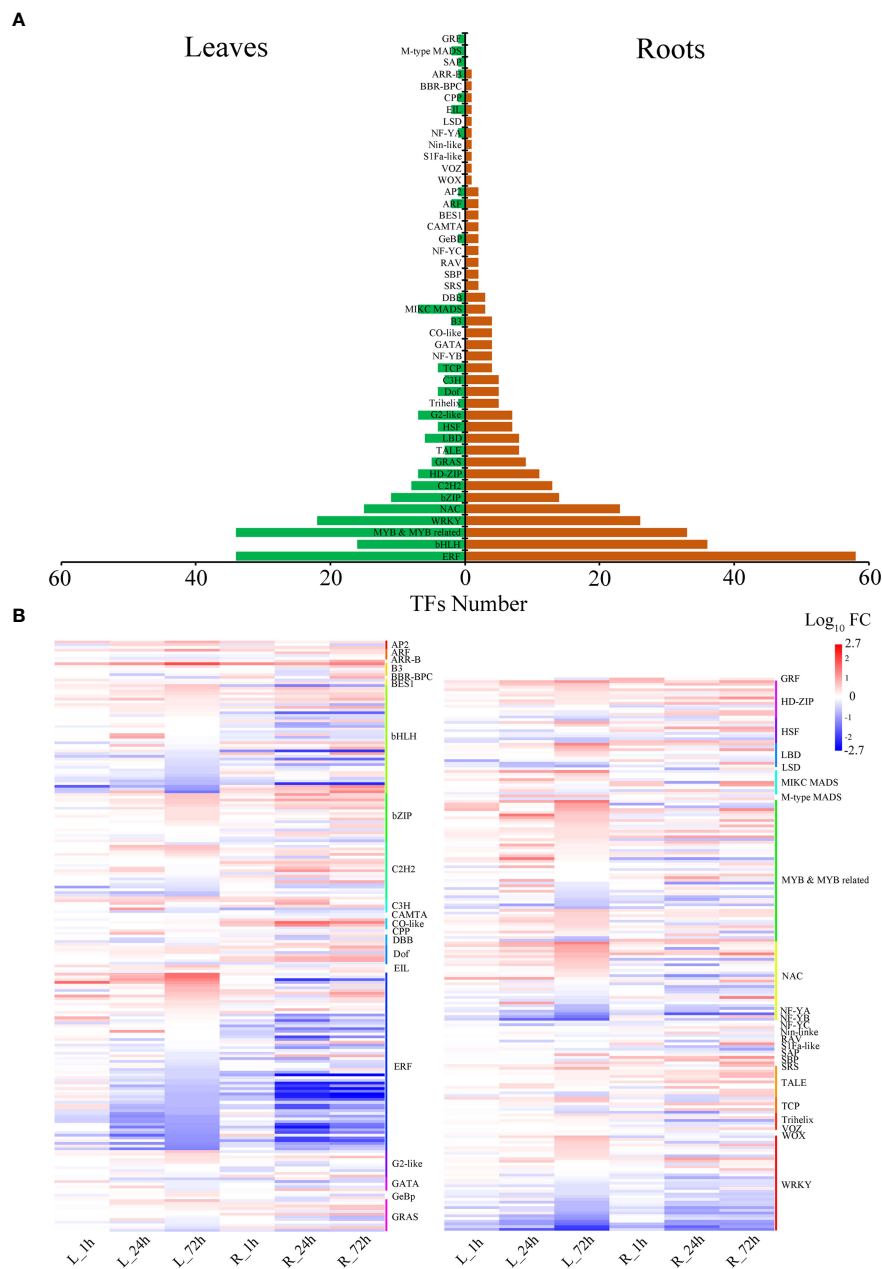 A
Leaves
Roots
GRF
M-type MADS
SAP
ARR-B
BBR-BPC
CPP
EIL
LSD
NF-YA
Nin-like
S1Fa-like
VOZ
WOX
AP2
ARF
BES1
CAMTA
GeBP
NF-YC
RAV
SBP
SRS
DBB
MIKC MADS
B3
CO-like
GATA
NF-YB
TCP
C3H
Dof
Trihelix
G2-like
HSF
LBD
TALE
GRAS
HD-ZIP
C2H2
bZIP
NAC
WRKY
MYB & MYB related
bHLH
ERF
60 40 20 0 20 40 60
TFs Number
B
Log10 FC
2.7
2
1
0
-1
-2
-2.7
AP2
ARF
ARR-B
B3
BBR-BPC
BES1
bHLH
bZIP
C2H2
C3H
CAMTA
CO-like
CPP
DBB
Dof
EIL
ERF
G2-like
GATA
GeBp
GRAS
L_1h L_24h L_72h R_1h R_24h R_72h
GRF
HD-ZIP
HSF
LBD
LSD
MIKC MADS
M-type MADS
MYB & MYB related
NAC
NF-YA
NF-YB
NF-YC
Nin-linke
RAV
S1Fa-like
SAP
SBP
SRS
TALE
TCP
Trihelix
VOZ
WOX
WRKY
L_1h L_24h L_72h R_1h R_24h R_72h